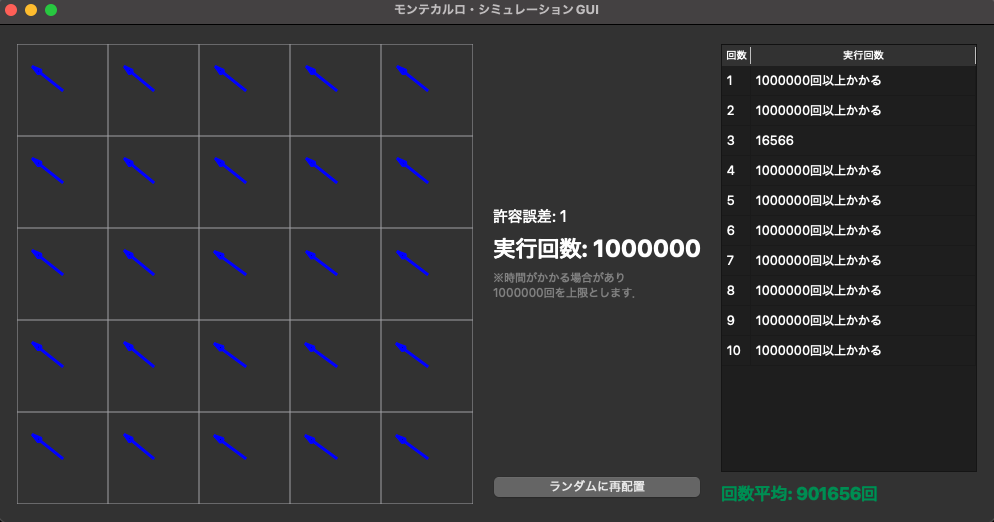 モンテカルロ・シミュレーション GUI
許容誤差: 1
実行回数: 1000000
※時間がかかる場合があり
1000000回を上限とします.
ランダムに再配置
回数 実行回数
1 1000000回以上かかる
2 1000000回以上かかる
3 16566
4 1000000回以上かかる
5 1000000回以上かかる
6 1000000回以上かかる
7 1000000回以上かかる
8 1000000回以上かかる
9 1000000回以上かかる
10 1000000回以上かかる
回数平均: 901656回